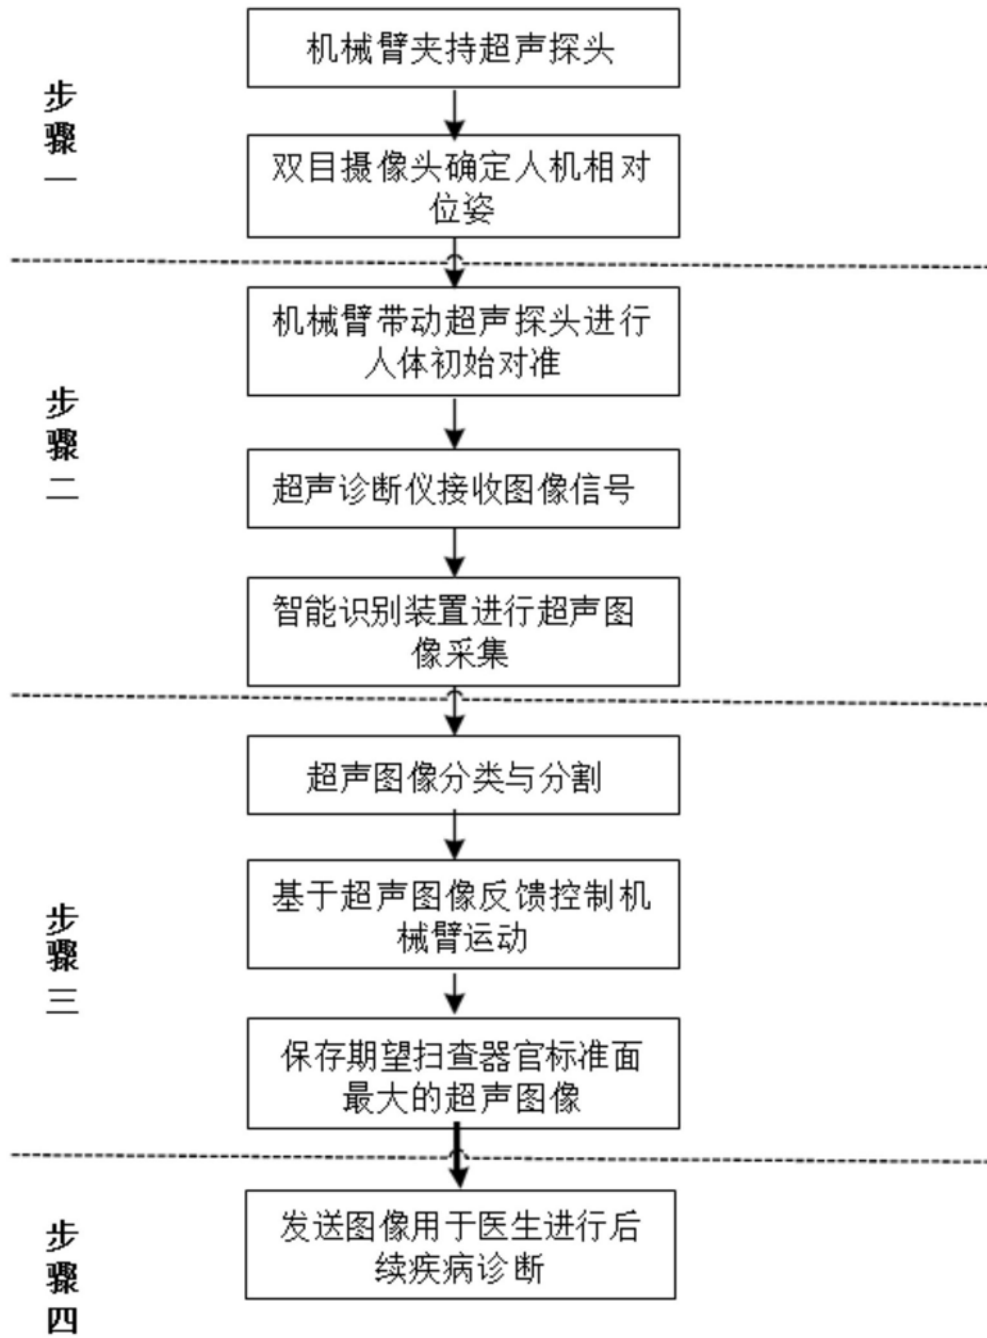 机械臂夹持超声探头
步
骤
一
双目摄像头确定人机相对
位姿
机械臂带动超声探头进行
人体初始对准
步
骤
二
超声诊断仪接收图像信号
智能识别装置进行超声图
像采集
超声图像分类与分割
基于超声图像反馈控制机
械臂运动
步
骤
三
保存期望扫查器官标准面
最大的超声图像
发送图像用于医生进行后
续疾病诊断
步
骤
四